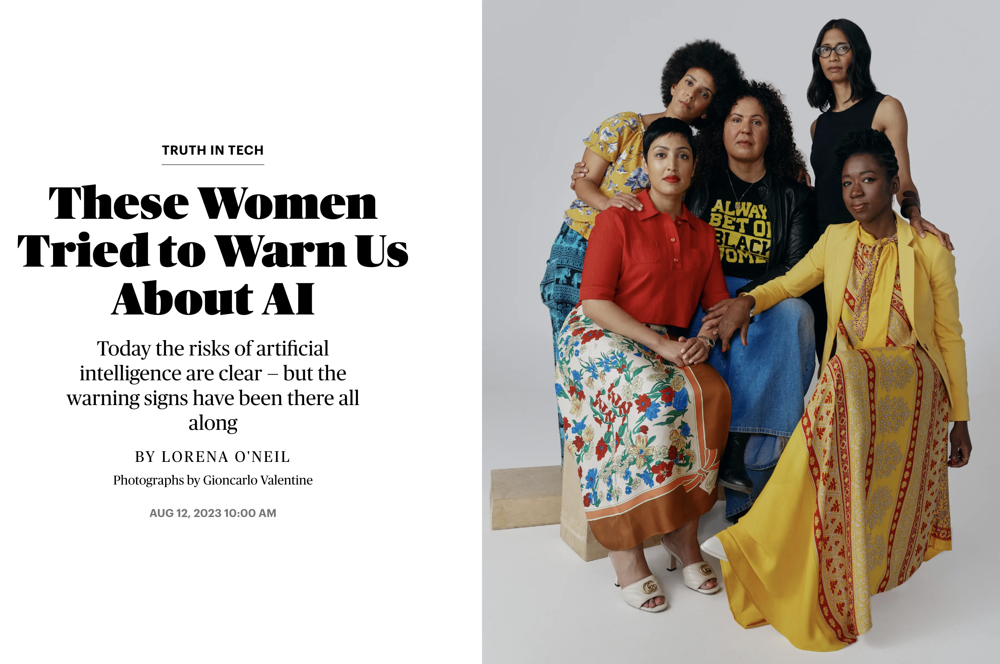 TRUTH IN TECH
These Women
Tried to Warn Us
About AI
Today the risks of artificial
intelligence are clear – but the
warning signs have been there all
along
BY LORENA O'NEIL
Photographs by Gioncarlo Valentine
AUG 12, 2023 10:00 AM
ALWAY
BET O
BLACK
WOME